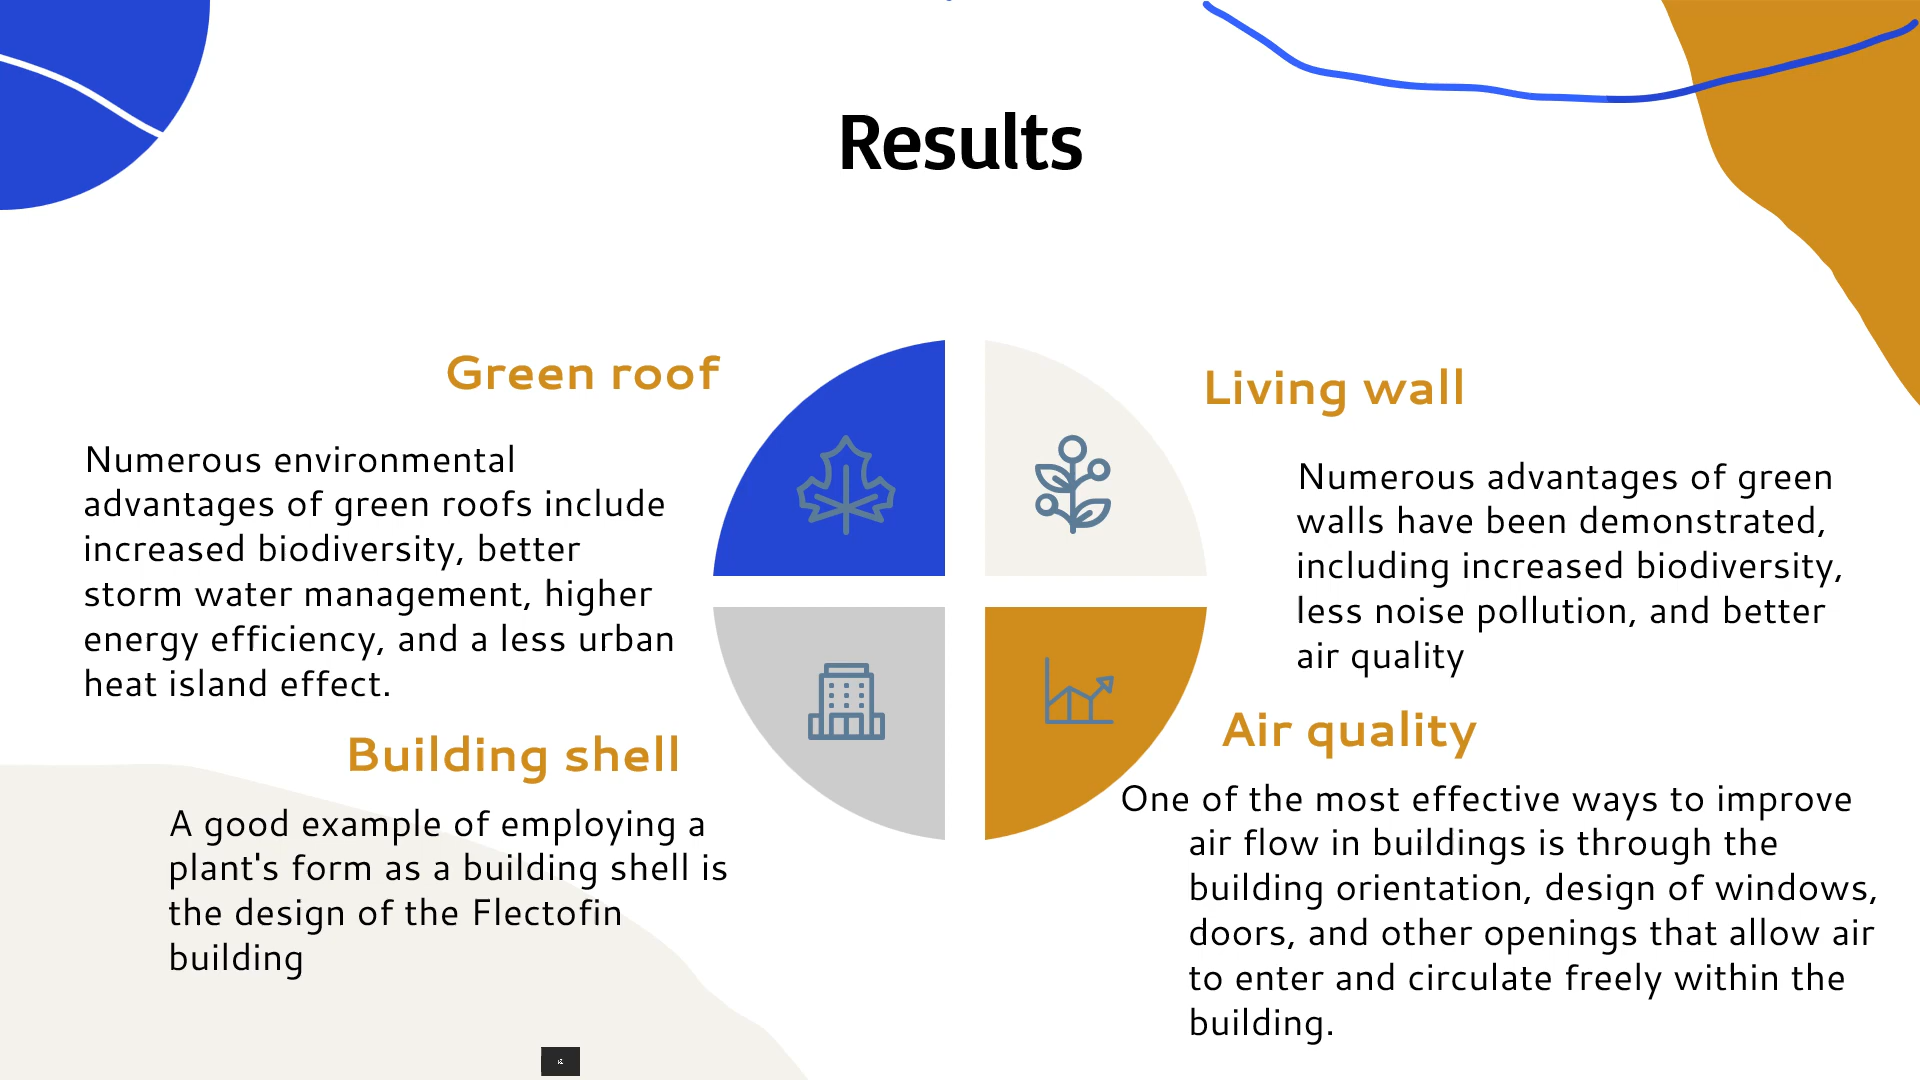 Results
Green roof
Numerous environmental
advantages of green roofs include
increased biodiversity, better
storm water management, higher
energy efficiency, and a less urban
heat island effect.
Living wall
Numerous advantages of green
walls have been demonstrated,
including increased biodiversity,
less noise pollution, and better
air quality
Building shell
A good example of employing a
plant's form as a building shell is
the design of the Flectofin
building
Air quality
One of the most effective ways to improve
air flow in buildings is through the
building orientation, design of windows,
doors, and other openings that allow air
to enter and circulate freely within the
building.